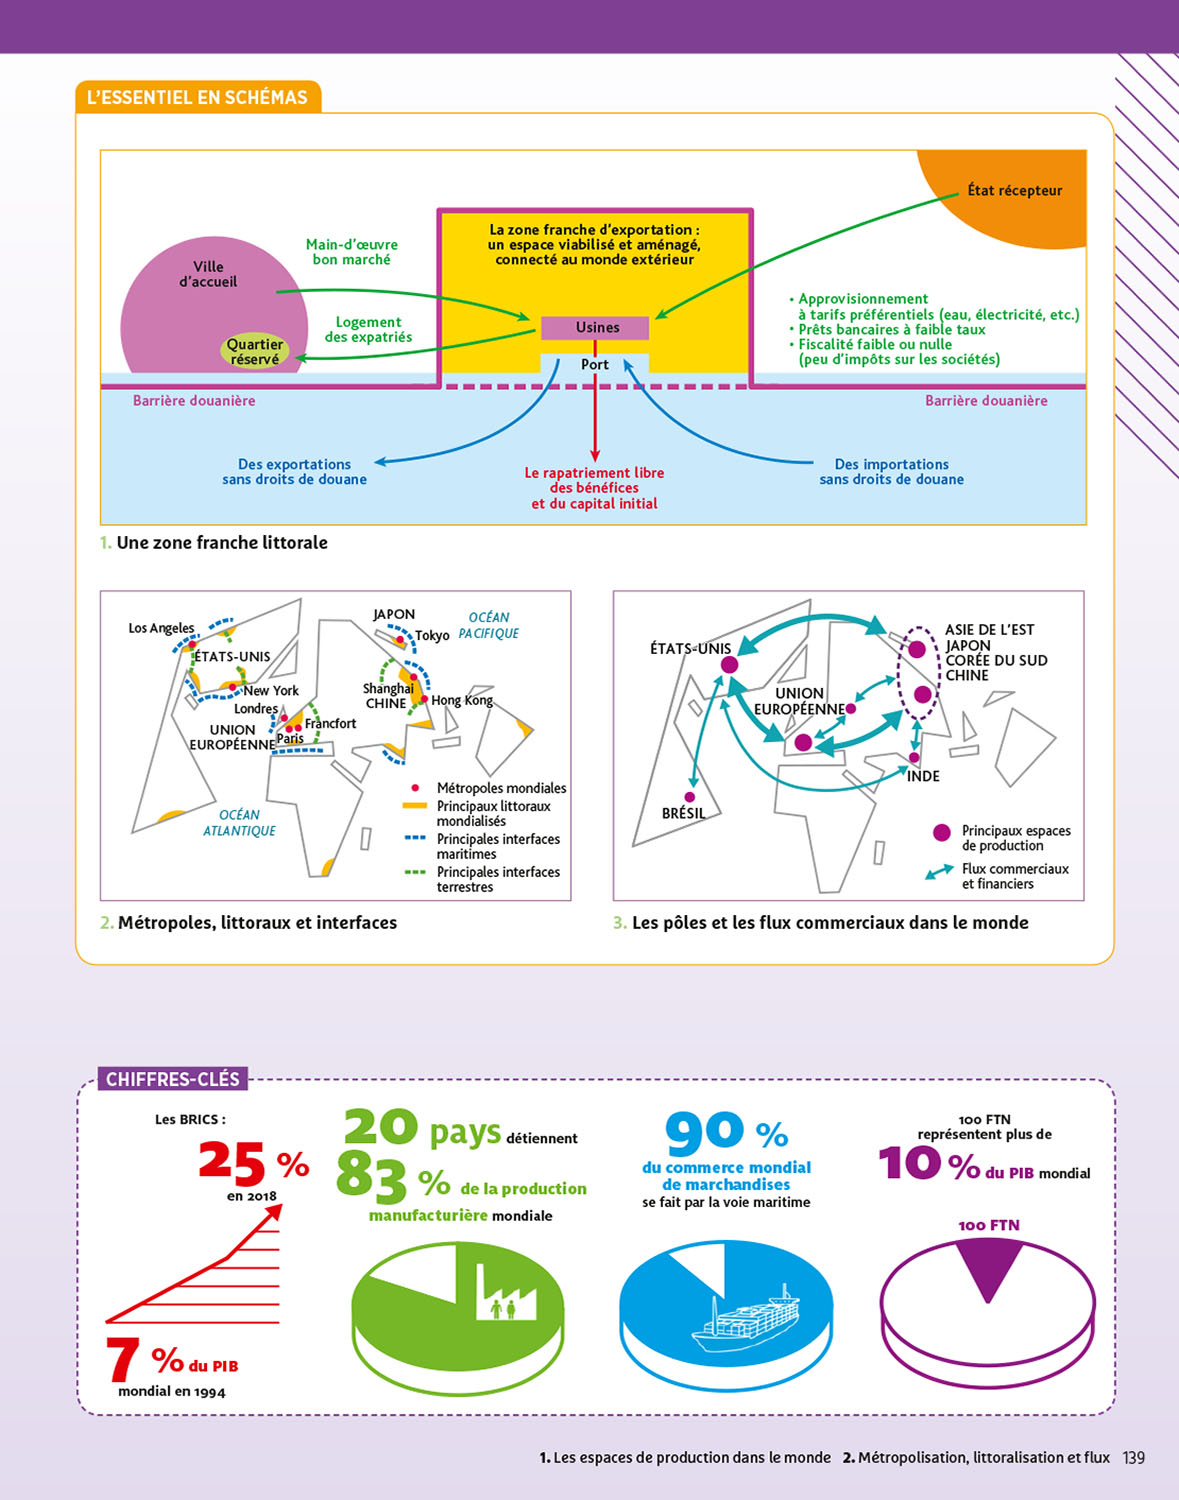 L'ESSENTIEL EN SCHÉMAS
État récepteur
La zone franche d'exportation :
un espace viabilisé et aménagé,
connecté au monde extérieur
Main-d'œuvre
bon marché
Ville
d'accueil
• Approvisionnement
à tarifs préférentiels (eau, électricité, etc.)
• Prêts bancaires à faible taux
• Fiscalité faible ou nulle
(peu d'impôts sur les sociétés)
Logement
des expatriés
Usines
Quartier
réservé
Port
Barrière douanière
Barrière douanière
Des exportations
sans droits de douane
Le rapatriement libre
des bénéfices
et du capital initial
Des importations
sans droits de douane
1. Une zone franche littorale
Los Angeles
JAPON
Tokyo
OCÉAN
PACIFIQUE
ÉTATS-UNIS
New York
Londres
Shanghai
CHINE
Hong Kong
UNION
EUROPÉENNE
Francfort
Paris
OCÉAN
ATLANTIQUE
Métropoles mondiales
Principaux littoraux
mondialisés
Principales interfaces
maritimes
Principales interfaces
terrestres
2. Métropoles, littoraux et interfaces
ÉTATS-UNIS
ASIE DE L'EST
JAPON
CORÉE DU SUD
CHINE
UNION
EUROPÉENNE
INDE
BRÉSIL
Principaux espaces
de production
Flux commerciaux
et financiers
3. Les pôles et les flux commerciaux dans le monde
CHIFFRES-CLÉS
Les BRICS :
25 %
en 2018
7 % du PIB
mondial en 1994
20 pays détiennent
83 % de la production
manufacturière mondiale
90 %
du commerce mondial
de marchandises
se fait par la voie maritime
100 FTN
représentent plus de
10 % du PIB mondial
100 FTN
1. Les espaces de production dans le monde 2. Métropolisation, littoralisation et flux 139